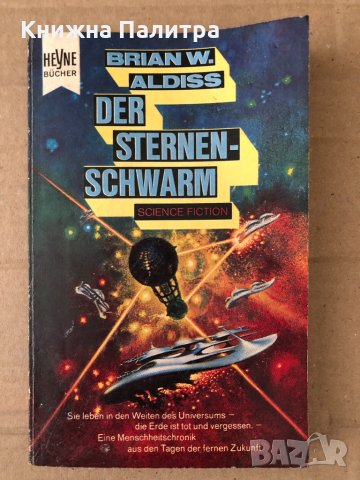 Книжна Палитра
HEYNE
BÜCHER
BRIAN W.
ALDISS
DER
STERNEN-
SCHWARM
SCIENCE FICTION
Sie leben in den Weiten des Universums –
die Erde ist tot und vergessen. –
Eine Menschheitschronik
aus den Tagen der fernen Zukunft
BAZAR